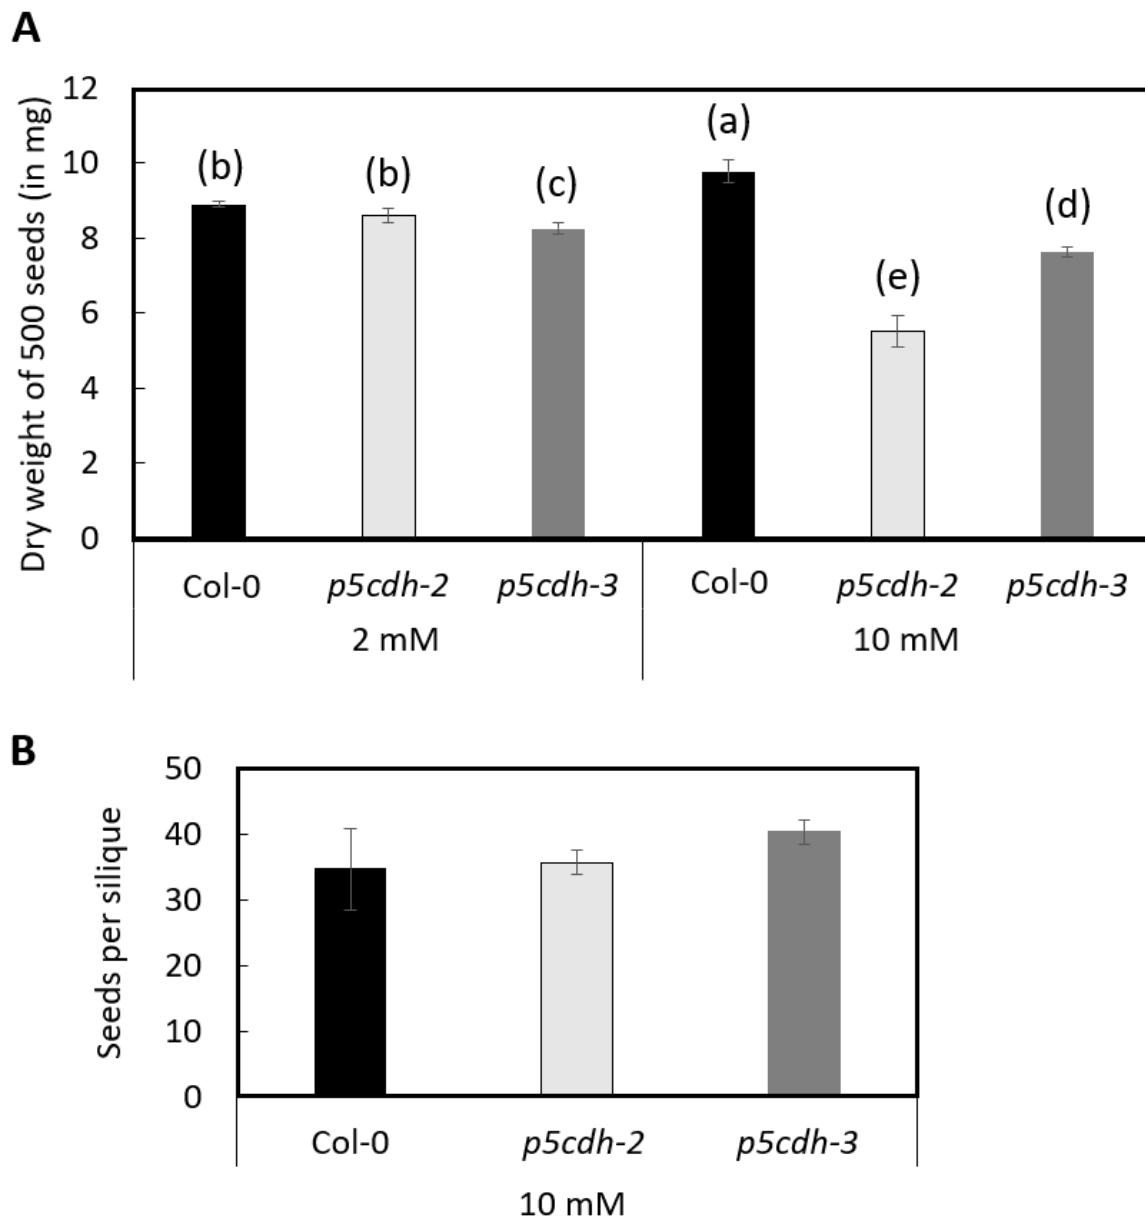 A
Dry weight of 500 seeds (in mg)
12
10
8
6
4
2
0
(b)
(b)
(c)
(a)
(e)
(d)
Col-0 p5cdh-2 p5cdh-3 Col-0 p5cdh-2 p5cdh-3
2 mM 10 mM
B
Seeds per silique
50
40
30
20
10
0
Col-0 p5cdh-2 p5cdh-3
10 mM